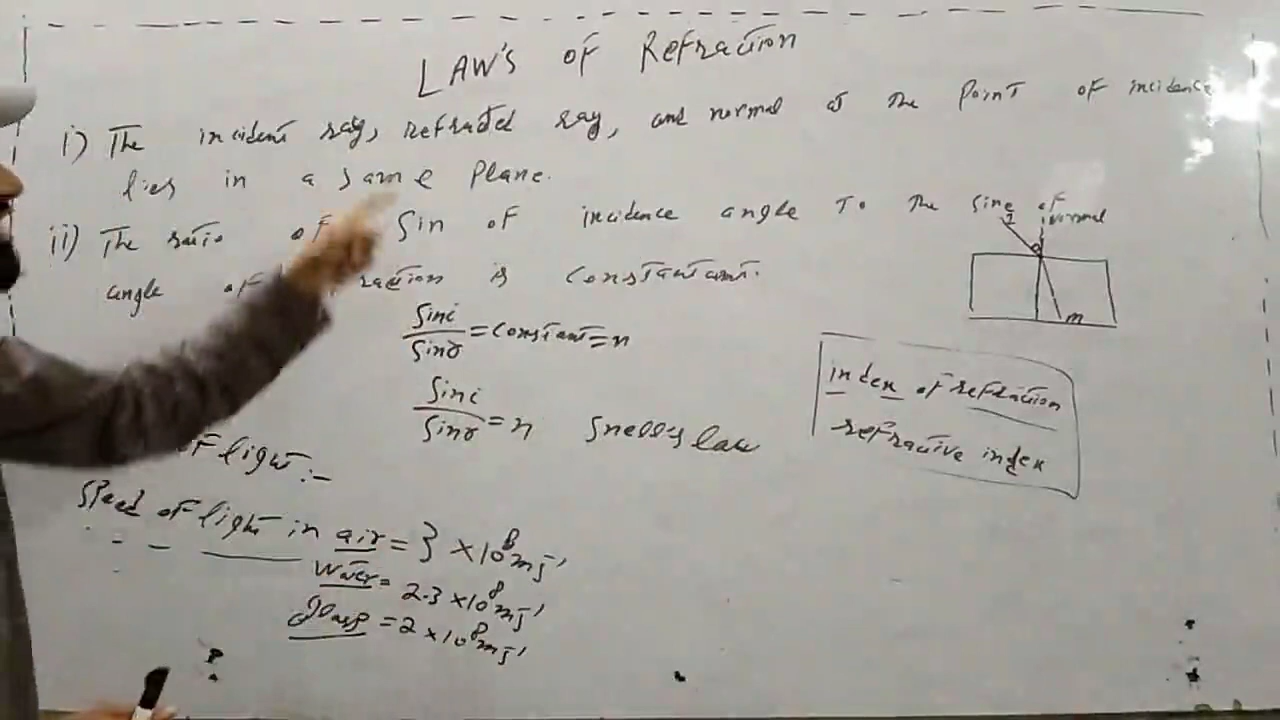 LAW'S OF Refraction
i) The incident ray, refracted ray, and normal at the Point of incidence
lies in a same Plane.
ii) The ratio of Sin of incidence angle To the Sine of
angle of is Constantant.
Sini/Sinr = Constant = n
Sini/Sinr = n Snell's law
Normal
m
index of refraction
refractive index
of light:-
Speed of light in air = 3 × 10⁸ ms⁻¹
Water = 2.3 × 10⁸ ms⁻¹
glass = 2 × 10⁸ ms⁻¹